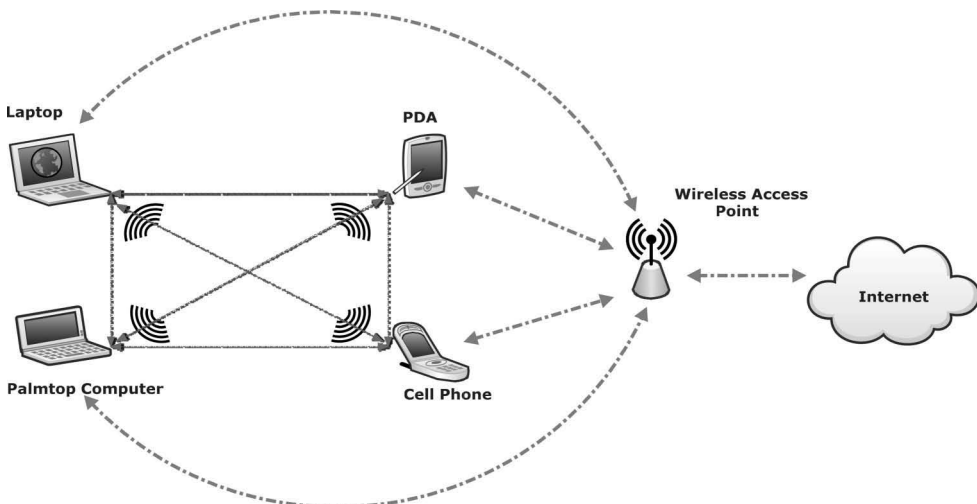 Laptop
PDA
Wireless Access
Point
Internet
Palmtop Computer
Cell Phone